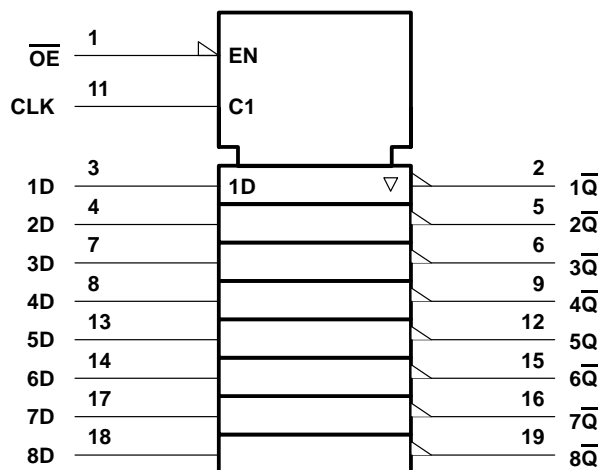 1
O̅E̅ EN
11
CLK C1
3 2
1D 1D 1Q̅
4 5
2D 2Q̅
7 6
3D 3Q̅
8 9
4D 4Q̅
13 12
5D 5Q
14 15
6D 6Q̅
17 16
7D 7Q̅
18 19
8D 8Q̅